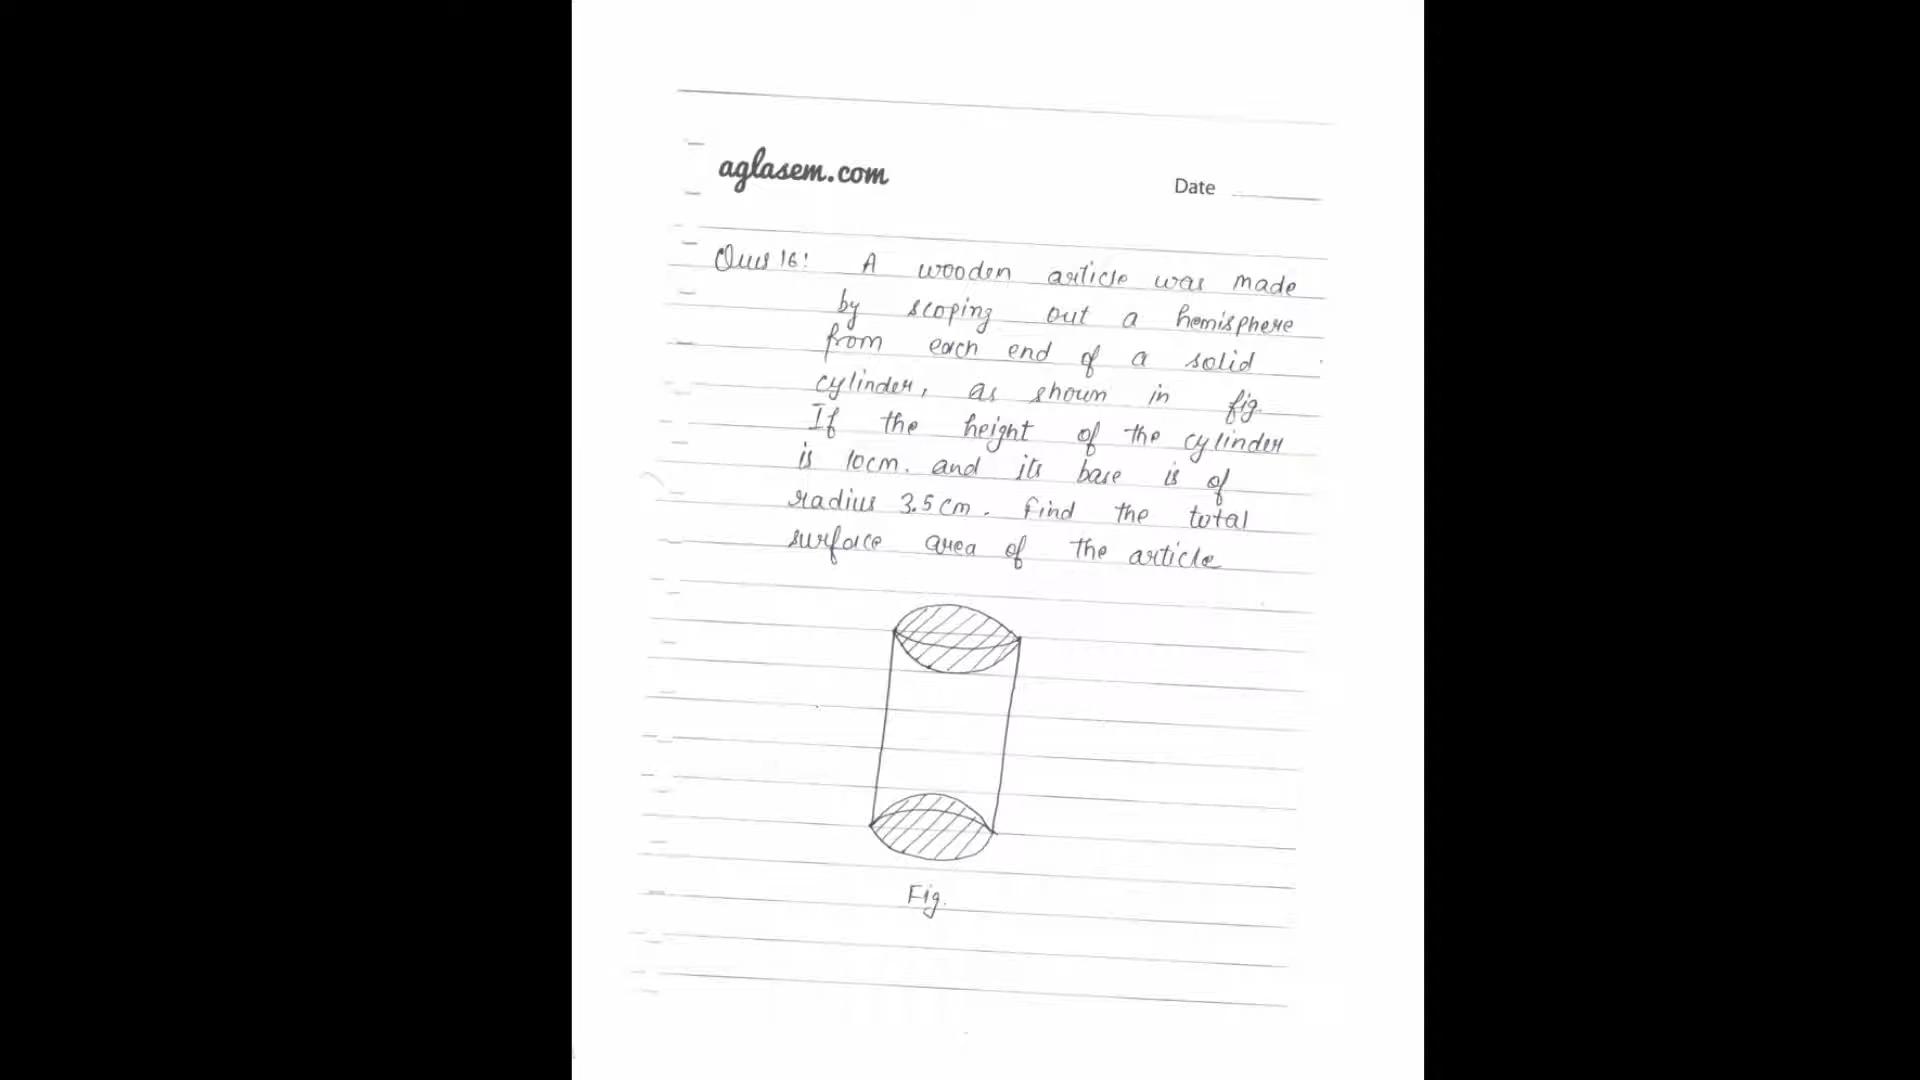 aglasem.com
Date
Ques 16: A wooden article was made
by scoping out a hemisphere
from each end of a solid
cylinder, as shown in fig.
If the height of the cylinder
is 10cm. and its base is of
radius 3.5cm. Find the total
surface area of the article
Fig.